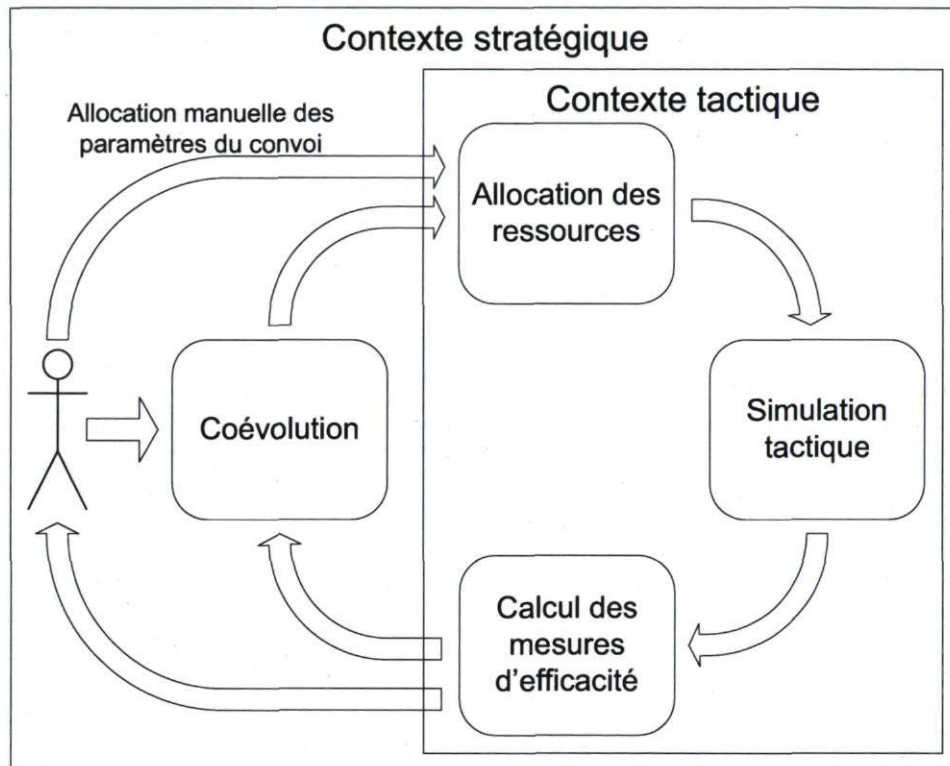 Contexte stratégique
Contexte tactique
Allocation manuelle des
paramètres du convoi
Allocation des
ressources
Coévolution
Simulation
tactique
Calcul des
mesures
d'efficacité